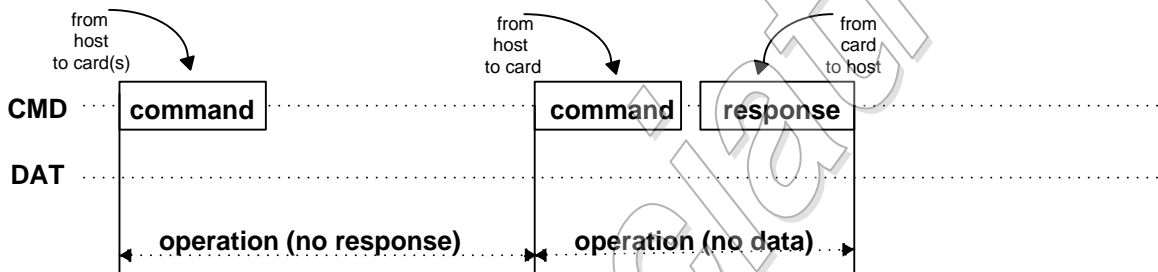 from
host
to card(s)
from
host
to card
from
card
to host
CMD command command response
DAT
operation (no response) operation (no data)